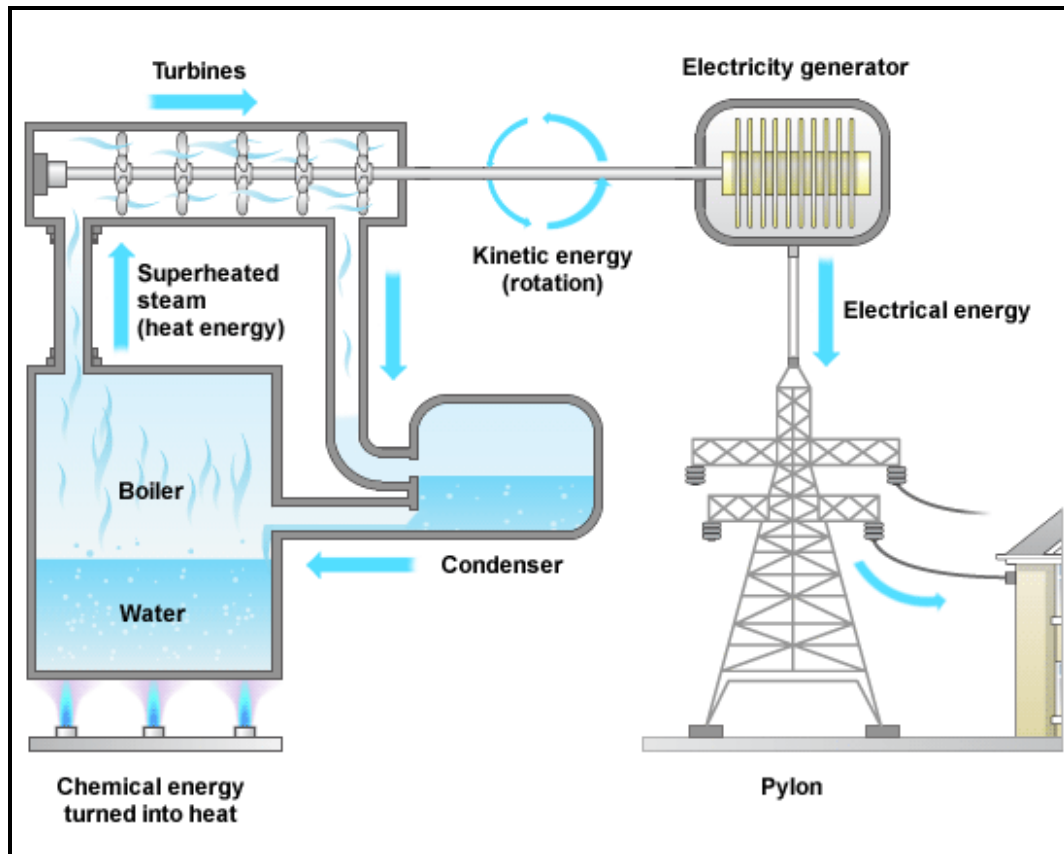 Turbines
Electricity generator
Superheated
steam
(heat energy)
Kinetic energy
(rotation)
Electrical energy
Boiler
Condenser
Water
Chemical energy
turned into heat
Pylon